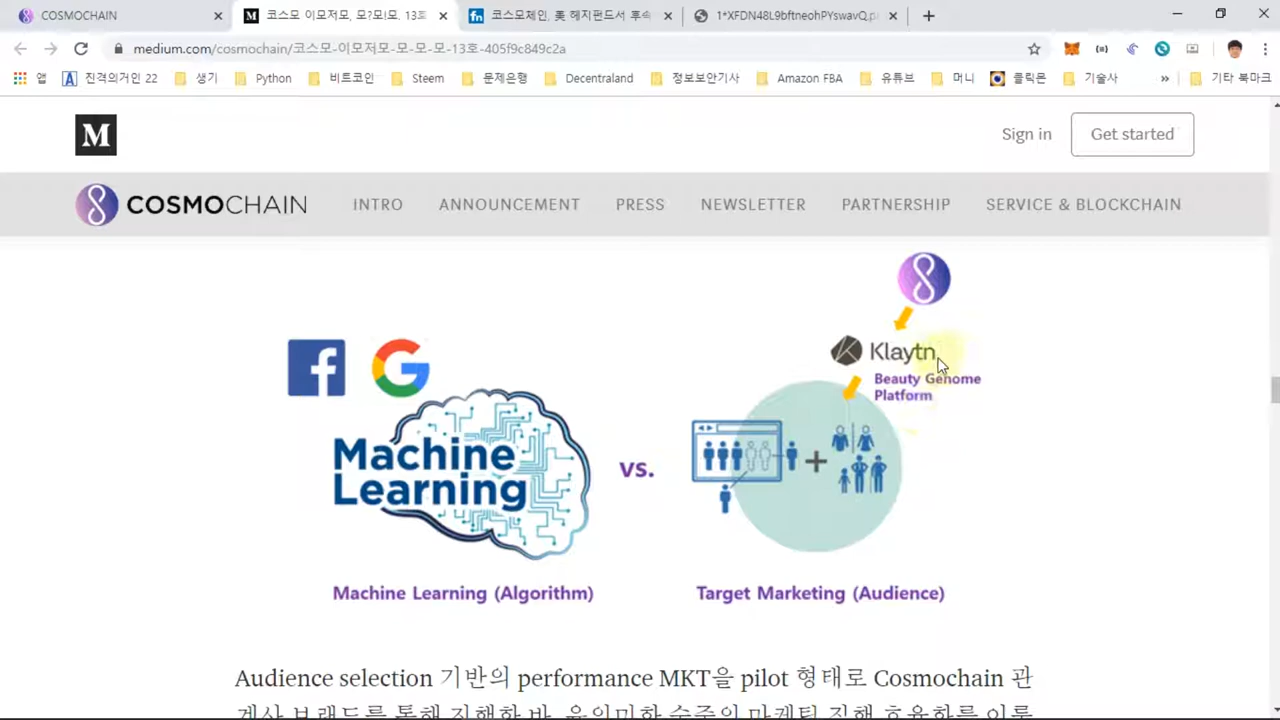 COSMOCHAIN
코스모 이모저모, 모?모!모. 13호
코스모체인, 美 헤지펀드서 후속
1*XFDN48L9bftneohPYswavQ.p
medium.com/cosmochain/코스모-이모저모-모-모-모-13호-405f9c849c2a
앱
진격의거인 22
생기
Python
비트코인
Steem
문제은행
Decentraland
정보보안기사
Amazon FBA
유튜브
머니
콜릭몬
기술사
»
기타 북마크
M
Sign in
Get started
COSMOCHAIN
INTRO
ANNOUNCEMENT
PRESS
NEWSLETTER
PARTNERSHIP
SERVICE & BLOCKCHAIN
Klaytn
Beauty Genome
Platform
Machine
Learning
vs.
Machine Learning (Algorithm)
Target Marketing (Audience)
Audience selection 기반의 performance MKT을 pilot 형태로 Cosmochain 관